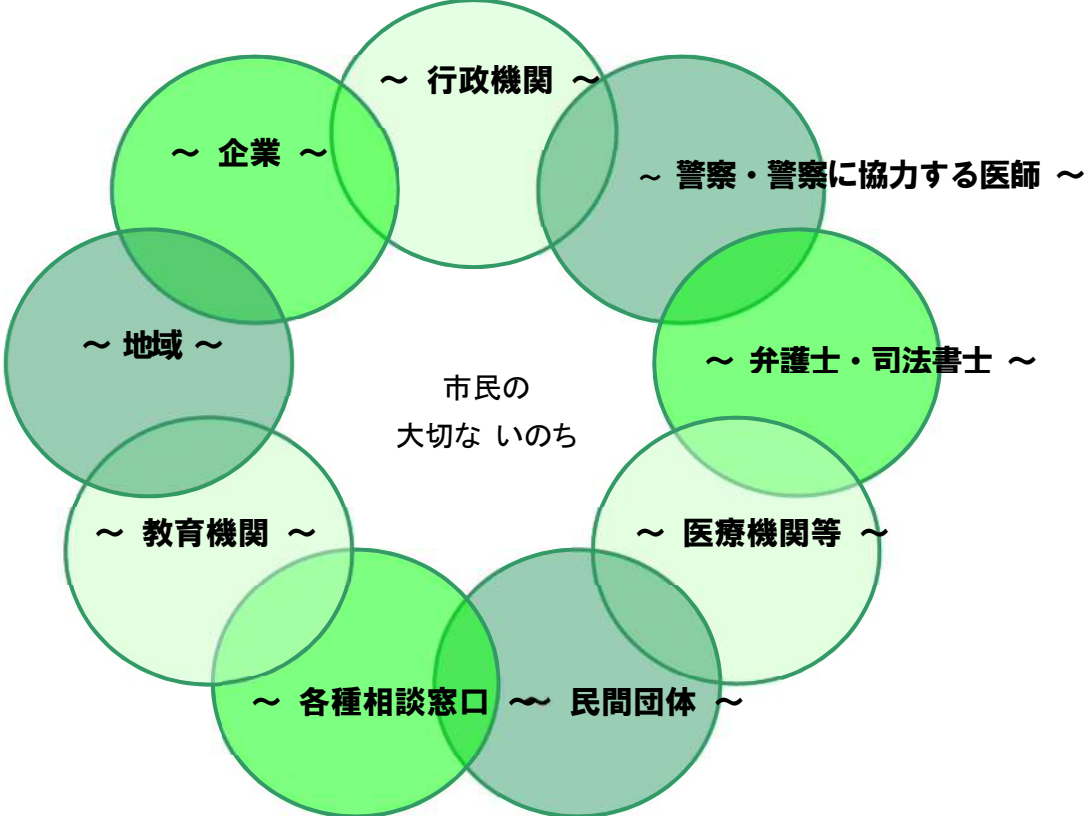 ～ 行政機関 ～
～ 企業 ～
～ 警察・警察に協力する医師 ～
～ 地域 ～
～ 弁護士・司法書士 ～
市民の
大切な いのち
～ 教育機関 ～
～ 医療機関等 ～
～ 各種相談窓口 ～
～ 民間団体 ～